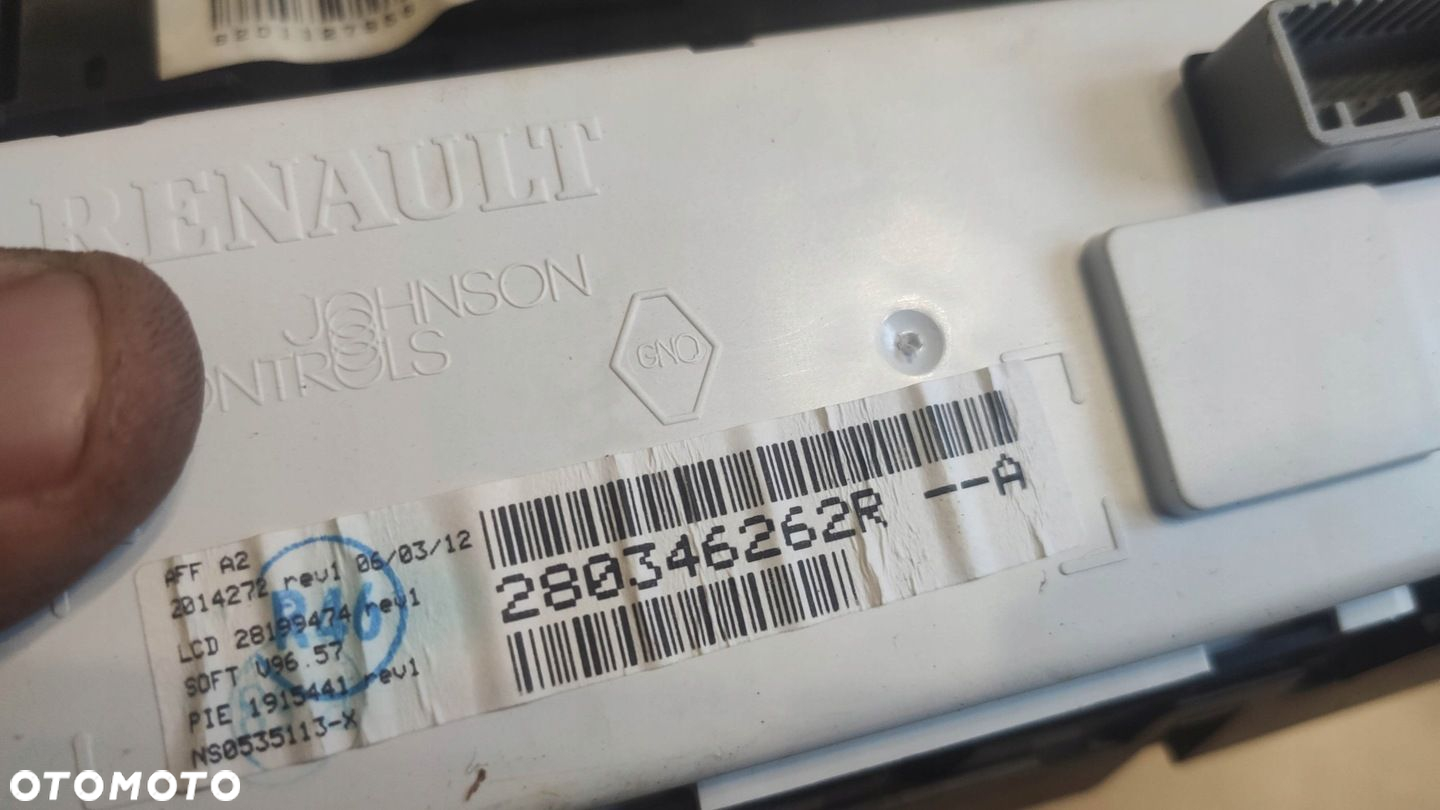 RENAULT
JOHNSON
CONTROLS
GNQ
280346262R --A
AFF A2
2014272 rev1 06/03/12
LCD 28199474 rev1
SOFT V96.57
PIE 1915441 rev1
NS0535113-X
R46
OTOMOTO